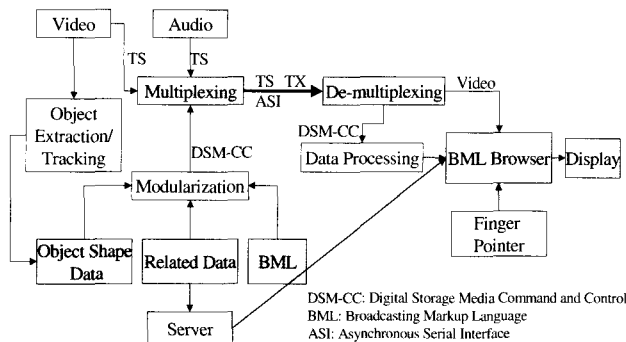 Video
Audio
TS
TS
Multiplexing
TS TX
ASI
De-multiplexing
Video
Object
Extraction/
Tracking
DSM-CC
DSM-CC
Data Processing
BML Browser
Display
Modularization
Finger
Pointer
Object Shape
Data
Related Data
BML
Server
DSM-CC: Digital Storage Media Command and Control
BML: Broadcasting Markup Language
ASI: Asynchronous Serial Interface